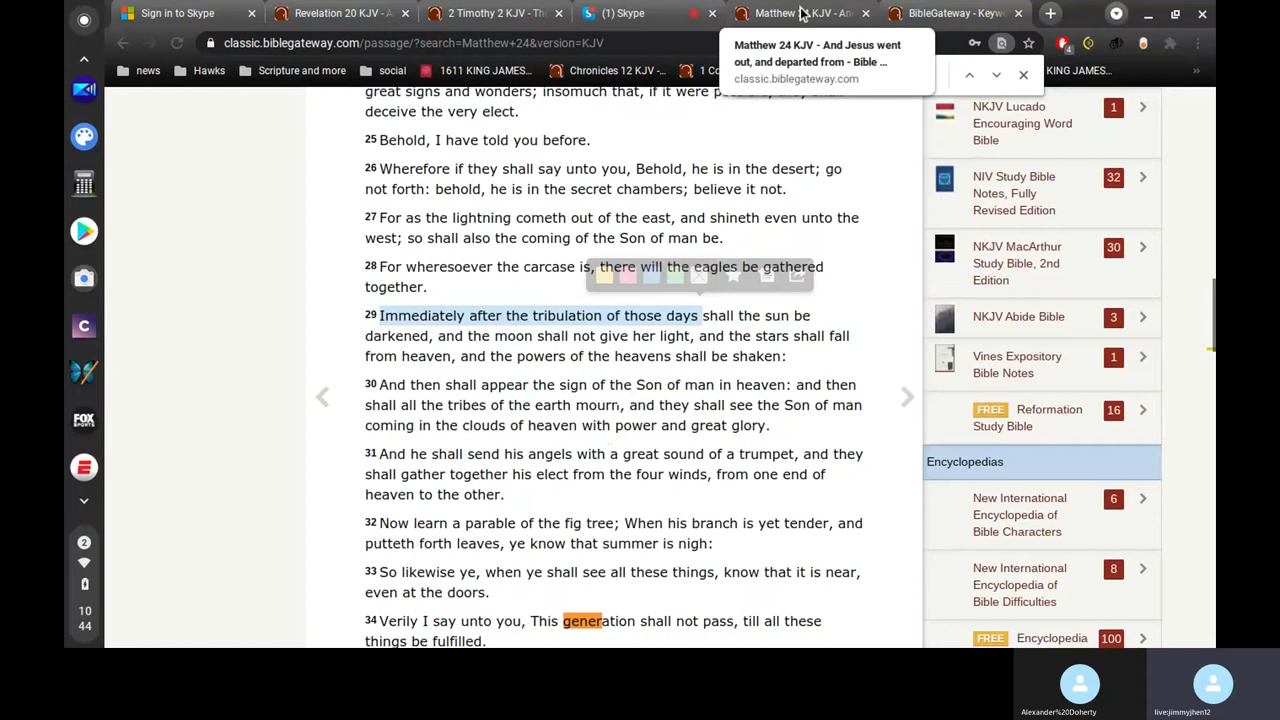 Sign in to Skype
Revelation 20 KJV - A
2 Timothy 2 KJV - Th
(1) Skype
Matthew 24 KJV - An
BibleGateway - Keyw
classic.biblegateway.com/passage/?search=Matthew+24&version=KJV
Matthew 24 KJV - And Jesus went
out, and departed from - Bible ...
classic.biblegateway.com
4
news
Hawks
Scripture and more
social
1611 KING JAMES...
Chronicles 12 KJV -...
1 Co
KING JAMES...
great signs and wonders; insomuch that, if it were
deceive the very elect.
25 Behold, I have told you before.
26 Wherefore if they shall say unto you, Behold, he is in the desert; go
not forth: behold, he is in the secret chambers; believe it not.
27 For as the lightning cometh out of the east, and shineth even unto the
west; so shall also the coming of the Son of man be.
28 For wheresoever the carcase is, there will the eagles be gathered
together.
29 Immediately after the tribulation of those days shall the sun be
darkened, and the moon shall not give her light, and the stars shall fall
from heaven, and the powers of the heavens shall be shaken:
30 And then shall appear the sign of the Son of man in heaven: and then
shall all the tribes of the earth mourn, and they shall see the Son of man
coming in the clouds of heaven with power and great glory.
31 And he shall send his angels with a great sound of a trumpet, and they
shall gather together his elect from the four winds, from one end of
heaven to the other.
32 Now learn a parable of the fig tree; When his branch is yet tender, and
putteth forth leaves, ye know that summer is nigh:
33 So likewise ye, when ye shall see all these things, know that it is near,
even at the doors.
34 Verily I say unto you, This generation shall not pass, till all these
things be fulfilled.
NKJV Lucado
Encouraging Word
Bible
1
NIV Study Bible
Notes, Fully
Revised Edition
32
NKJV MacArthur
Study Bible, 2nd
Edition
30
NKJV Abide Bible
3
Vines Expository
Bible Notes
1
FREE Reformation
Study Bible
16
Encyclopedias
New International
Encyclopedia of
Bible Characters
6
New International
Encyclopedia of
Bible Difficulties
8
FREE Encyclopedia
100
C
FOX
SPORTS
E
2
10
44
Alexander%20Doherty
live:jimmyjhen12